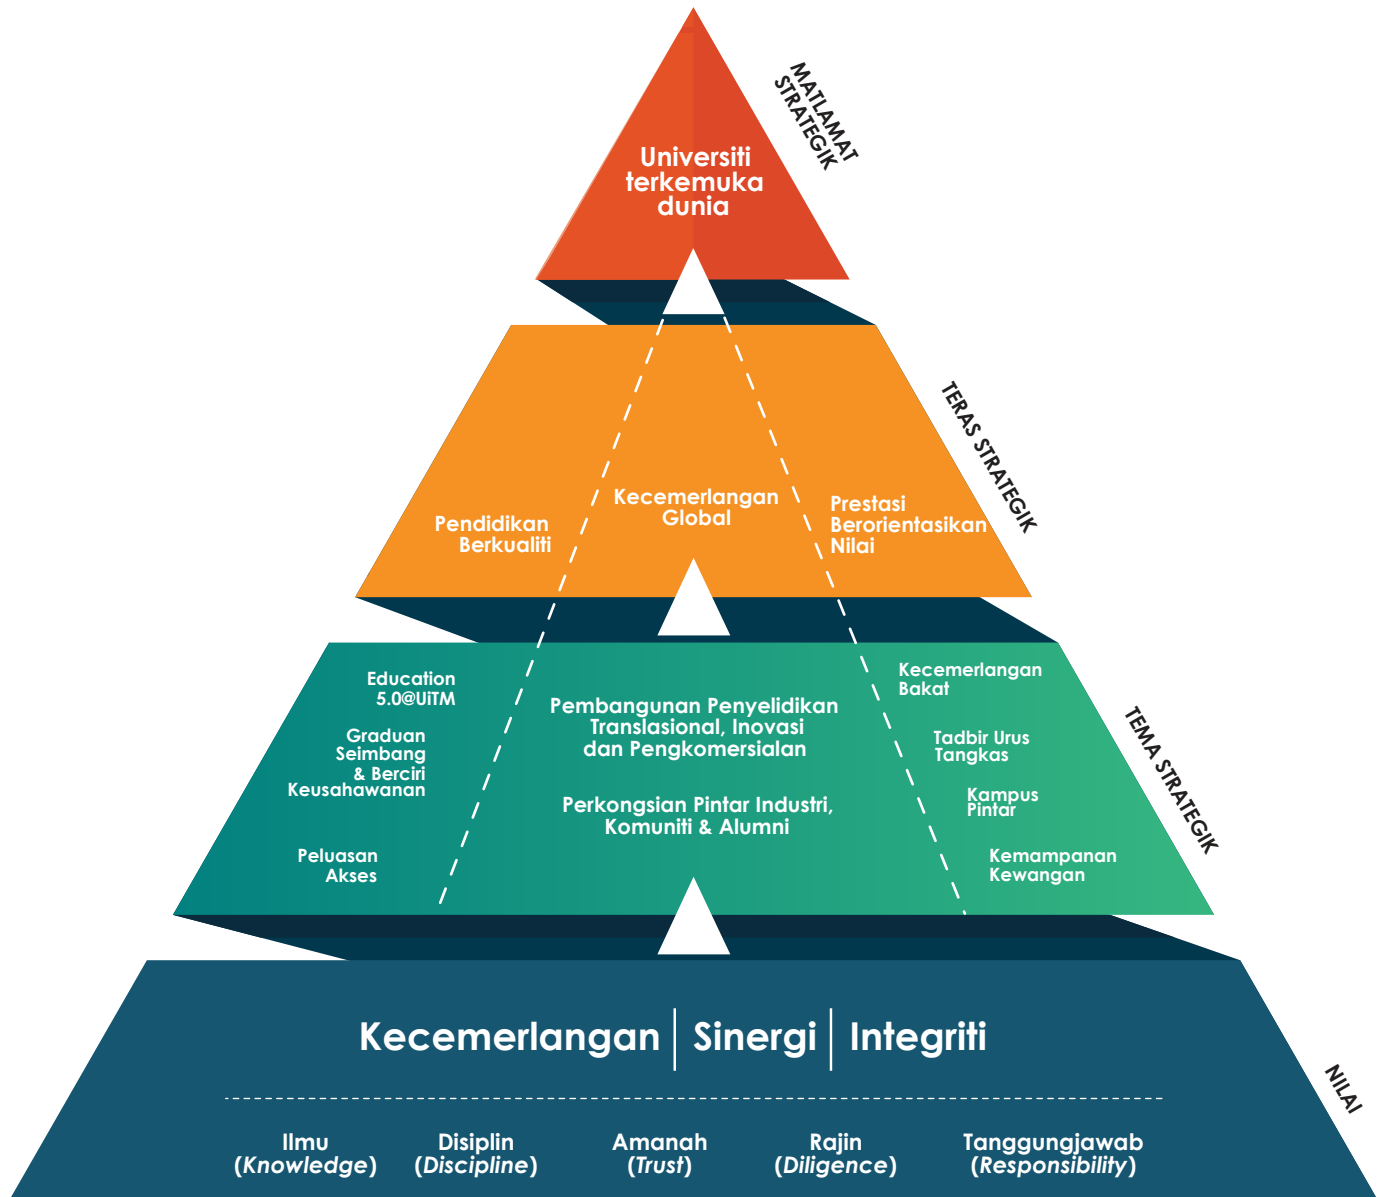 MATLAMAT
STRATEGIK
Universiti
terkemuka
dunia
TERAS STRATEGIK
Pendidikan
Berkualiti
Kecemerlangan
Global
Prestasi
Berorientasikan
Nilai
TEMA STRATEGIK
Education
5.0@UiTM
Graduan
Seimbang
& Berciri
Keusahawanan
Peluasan
Akses
Pembangunan Penyelidikan
Translasional, Inovasi
dan Pengkomersialan
Perkongsian Pintar Industri,
Komuniti & Alumni
Kecemerlangan
Bakat
Tadbir Urus
Tangkas
Kampus
Pintar
Kemampanan
Kewangan
NILAI
Kecemerlangan | Sinergi | Integriti
Ilmu
(Knowledge)
Disiplin
(Discipline)
Amanah
(Trust)
Rajin
(Diligence)
Tanggungjawab
(Responsibility)